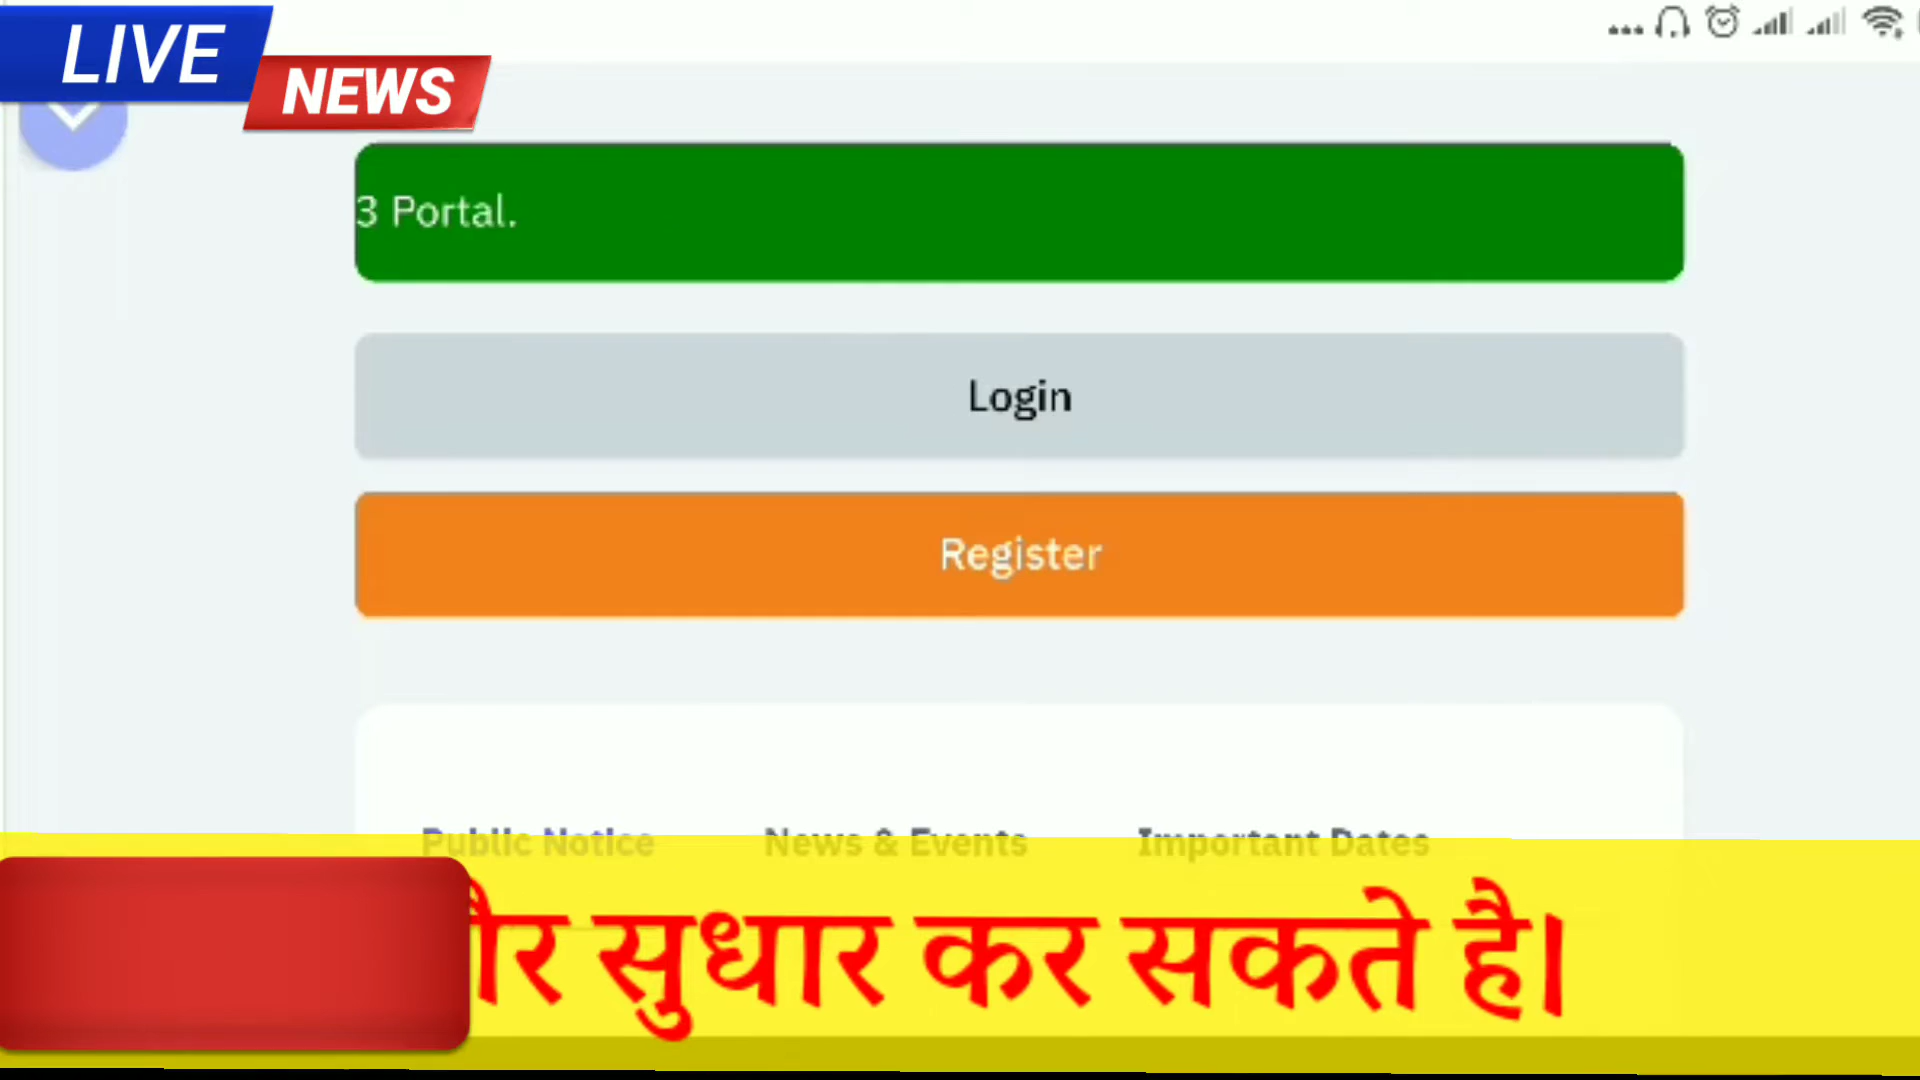 LIVE
NEWS
3 Portal.
Login
Register
Public Notice News & Events Important Dates
सुधार कर सकते है।